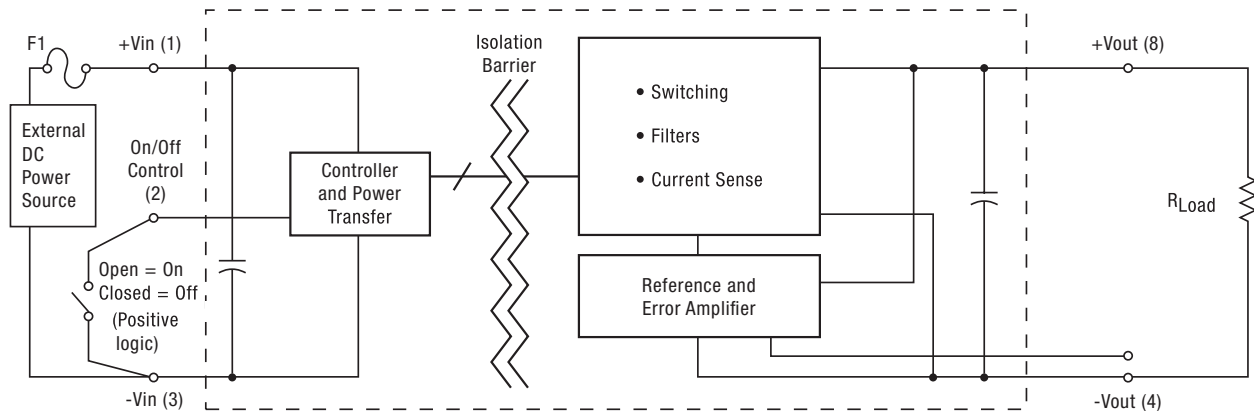 F1
+Vin (1)
External
DC
Power
Source
On/Off
Control
(2)
Open = On
Closed = Off
(Positive
logic)
-Vin (3)
Controller
and Power
Transfer
Isolation
Barrier
• Switching
• Filters
• Current Sense
Reference and
Error Amplifier
+Vout (8)
RLoad
-Vout (4)